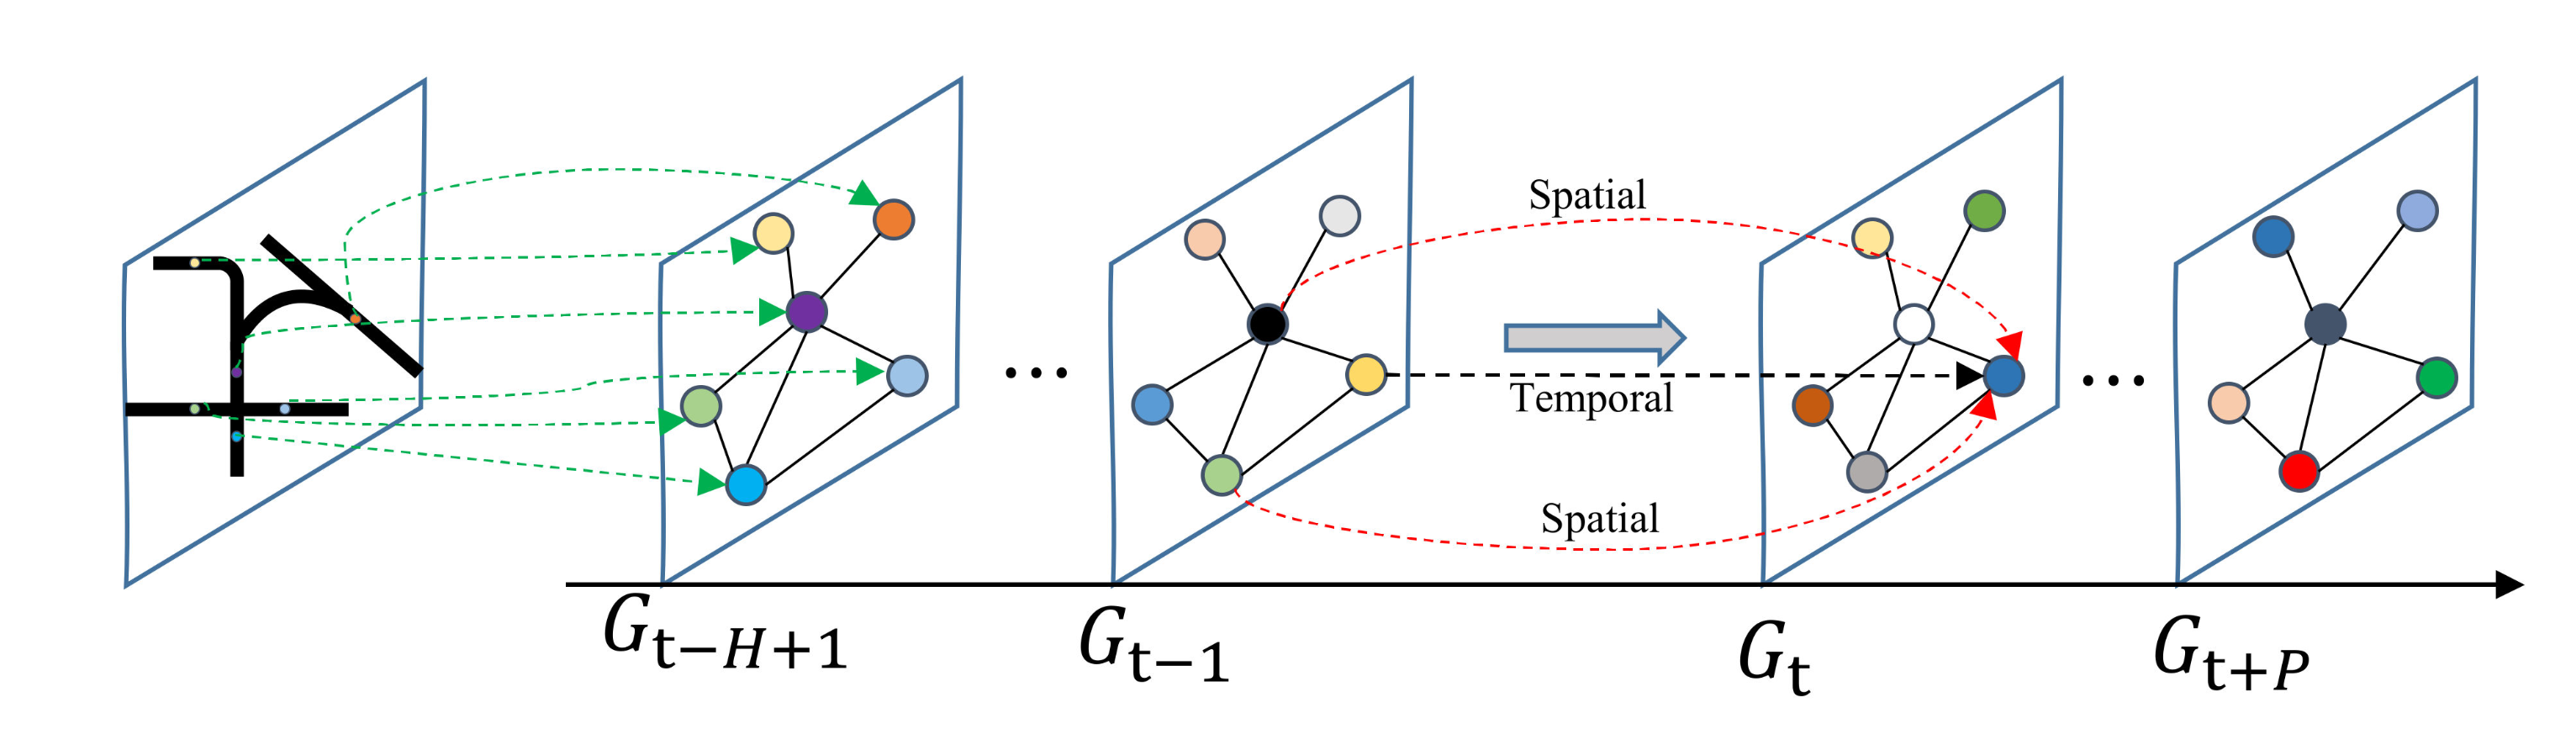 Spatial
Temporal
Spatial
G_{t−H+1}
G_{t−1}
G_t
G_{t+P}